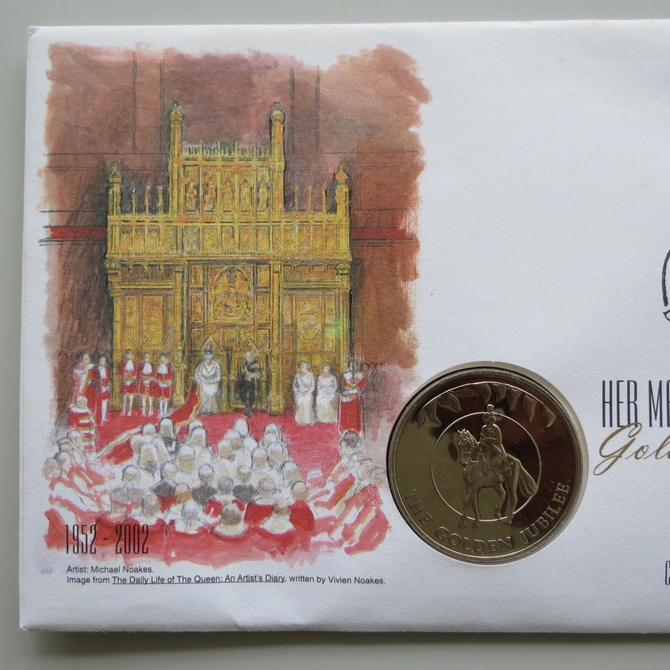 HER M
Gol
THE GOLDEN JUBILEE
1952 - 2002
Artist: Michael Noakes.
Image from The Daily Life of The Queen: An Artist's Diary, written by Vivien Noakes.